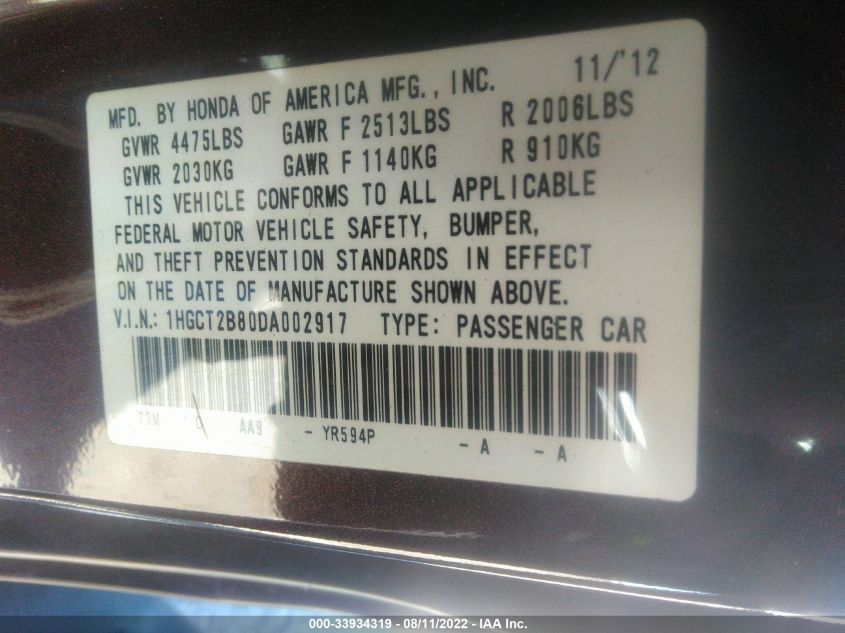 MFD. BY HONDA OF AMERICA MFG., INC. 11/'12
GVWR 4475LBS GAWR F 2513LBS R 2006LBS
GVWR 2030KG GAWR F 1140KG R 910KG
THIS VEHICLE CONFORMS TO ALL APPLICABLE
FEDERAL MOTOR VEHICLE SAFETY, BUMPER,
AND THEFT PREVENTION STANDARDS IN EFFECT
ON THE DATE OF MANUFACTURE SHOWN ABOVE.
V.I.N.: 1HGCT2B80DA002917 TYPE: PASSENGER CAR
T3M D AA9 - YR594P - A - A
000-33934319 - 08/11/2022 - IAA Inc.